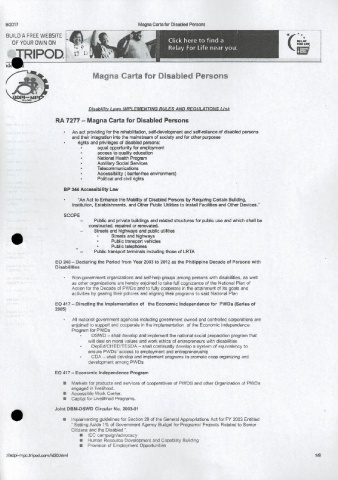 9/2017 Magna Carta for Disabled Persons
BUILD A FREE WEBSITE
OF YOUR OWN ON
TRIPOD
Click here to find a
Relay For Life near you.
Magna Carta for Disabled Persons
Disability Laws IMPLEMENTING RULES AND REGULATIONS Link
RA 7277 – Magna Carta for Disabled Persons
· An act providing for the rehabilitation, self-development and self-reliance of disabled persons
and their integration into the mainstream of society and for other purposes
· rights and privileges of disabled persons:
· equal opportunity for employment
· access to quality education
· National Health Program
· Auxiliary Social Services
· Telecommunications
· Accessibility ( barrier-free environment)
· Political and civil rights
BP 344 Accessibility Law
· "An Act to Enhance the Mobility of Disabled Persons by Requiring Certain Building,
Institution, Establishments, and Other Public Utilities to Install Facilities and Other Devices."
SCOPE
– Public and private buildings and related structures for public use and which shall be
constructed, repaired or renovated.
– Streets and highways and public utilities
· Streets and highways
· Public transport vehicles
· Public telephones
– Public transport terminals including those of LRTA
EO 240 – Declaring the Period from Year 2003 to 2012 as the Philippine Decade of Persons with
Disabilities
· Non-government organizations and self-help groups among persons with disabilities, as well
as other organizations are hereby enjoined to take full cognizance of the National Plan of
Action for the Decade of PWDs and to fully cooperate in the attainment of its goals and
activities by gearing their policies and aligning their programs to said National Plan.
EO 417 – Directing the Implementation of the Economic Independence for PWDs (Series of
2005)
· All national government agencies including government owned and controlled corporations are
enjoined to support and cooperate in the implementation of the Economic Independence
Program for PWDs
· DSWD – shall develop the national social preparation program that
will deal on moral values and work ethics of entrepreneurs with disabilities
· DepEd/CHED/TESDA – shall continually develop a system of equivalency to
ensure PWDs' access to employment and entrepreneurship
· CDA – shall develop and implement programs to promote coop organizing and
development among PWDs
EO 417 – Economic Independence Program
Markets for products and services of cooperatives of PWDs and other Organization of PWDs
engaged in livelihood.
Accessible Work Center.
Capital for Livelihood Programs.
Joint DBM-DSWD Circular No. 2003-01
Implementing guidelines for Section 29 of the General Appropriations Act for FY 2003 Entitled
" Setting Aside 1% of Government Agency Budget for Programs/ Projects Related to Senior
Citizens and the Disabled "
IEC campaign/advocacy
Human Resource Development and Capability Building
Provision of Employment Opportunities